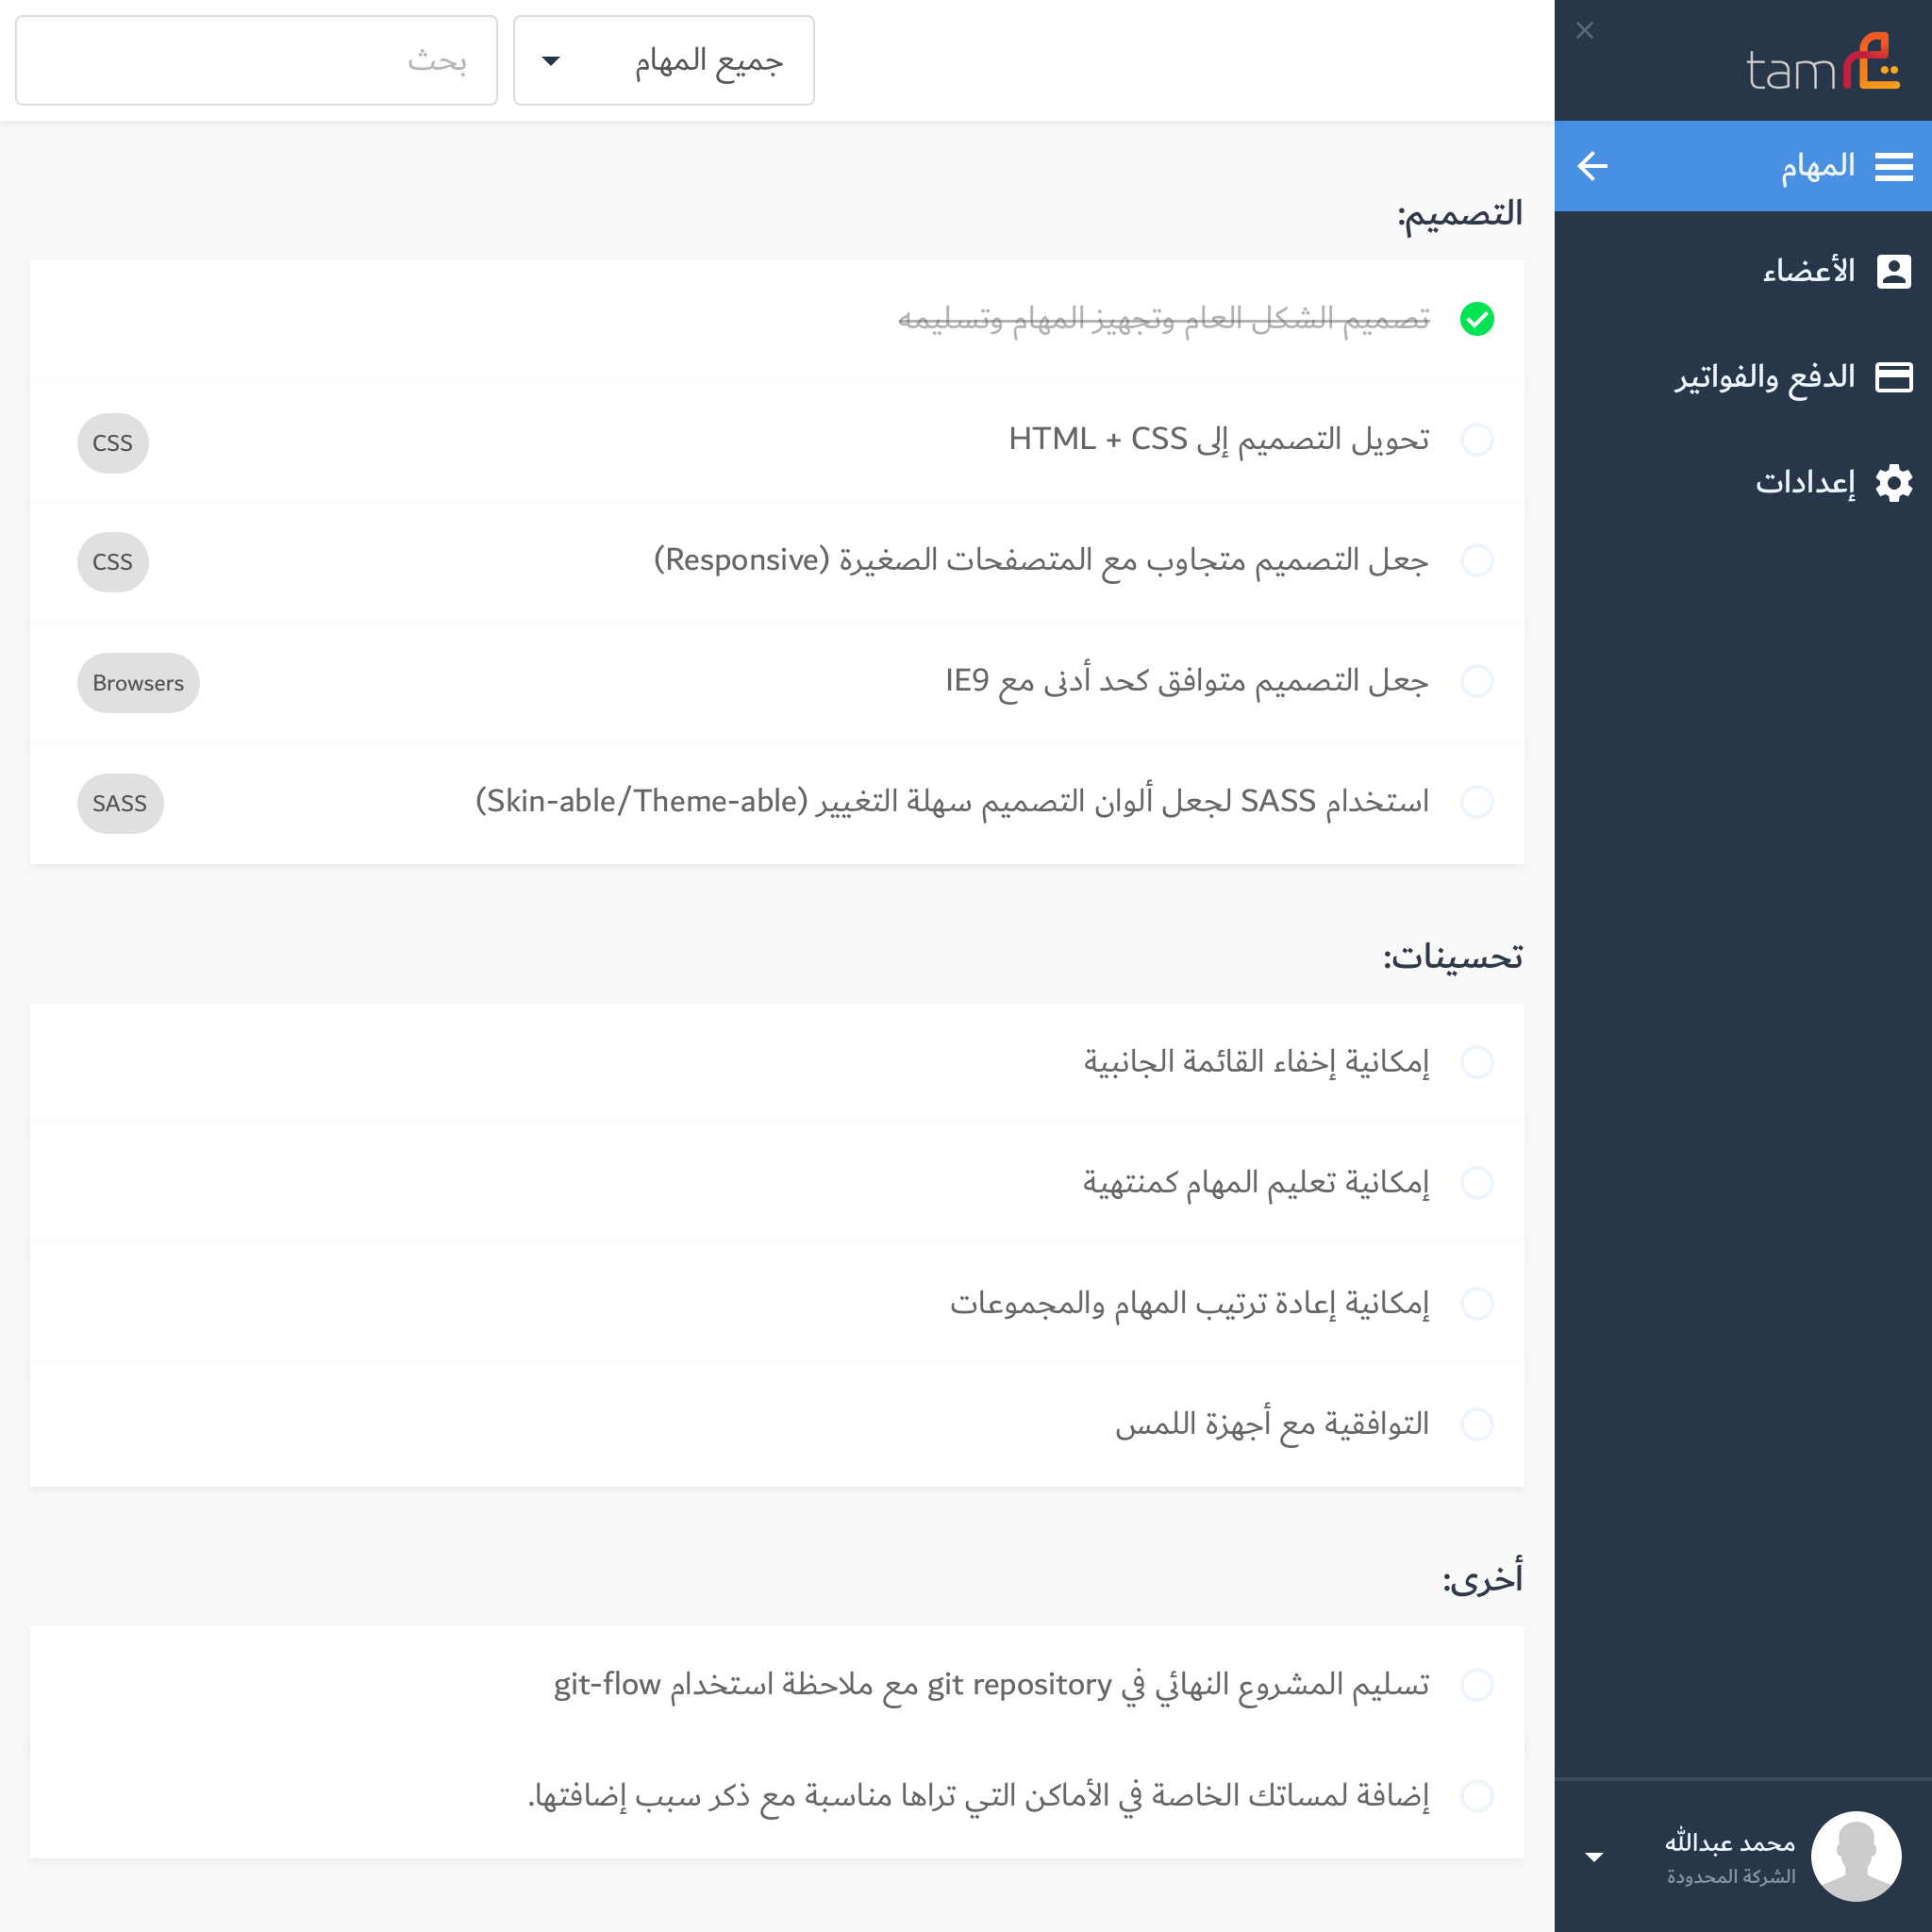 tam
المهام
الأعضاء
الدفع والفواتير
إعدادات
محمد عبدالله
الشركة المحدودة
جميع المهام
بحث
التصميم:
تصميم الشكل العام وتجهيز المهام وتسليمه
تحويل التصميم إلى HTML + CSS
CSS
جعل التصميم متجاوب مع المتصفحات الصغيرة (Responsive)
CSS
جعل التصميم متوافق كحد أدنى مع IE9
Browsers
استخدام SASS لجعل ألوان التصميم سهلة التغيير (Skin-able/Theme-able)
SASS
تحسينات:
إمكانية إخفاء القائمة الجانبية
إمكانية تعليم المهام كمنتهية
إمكانية إعادة ترتيب المهام والمجموعات
التوافقية مع أجهزة اللمس
أخرى:
تسليم المشروع النهائي في git repository مع ملاحظة استخدام git-flow
إضافة لمساتك الخاصة في الأماكن التي تراها مناسبة مع ذكر سبب إضافتها.